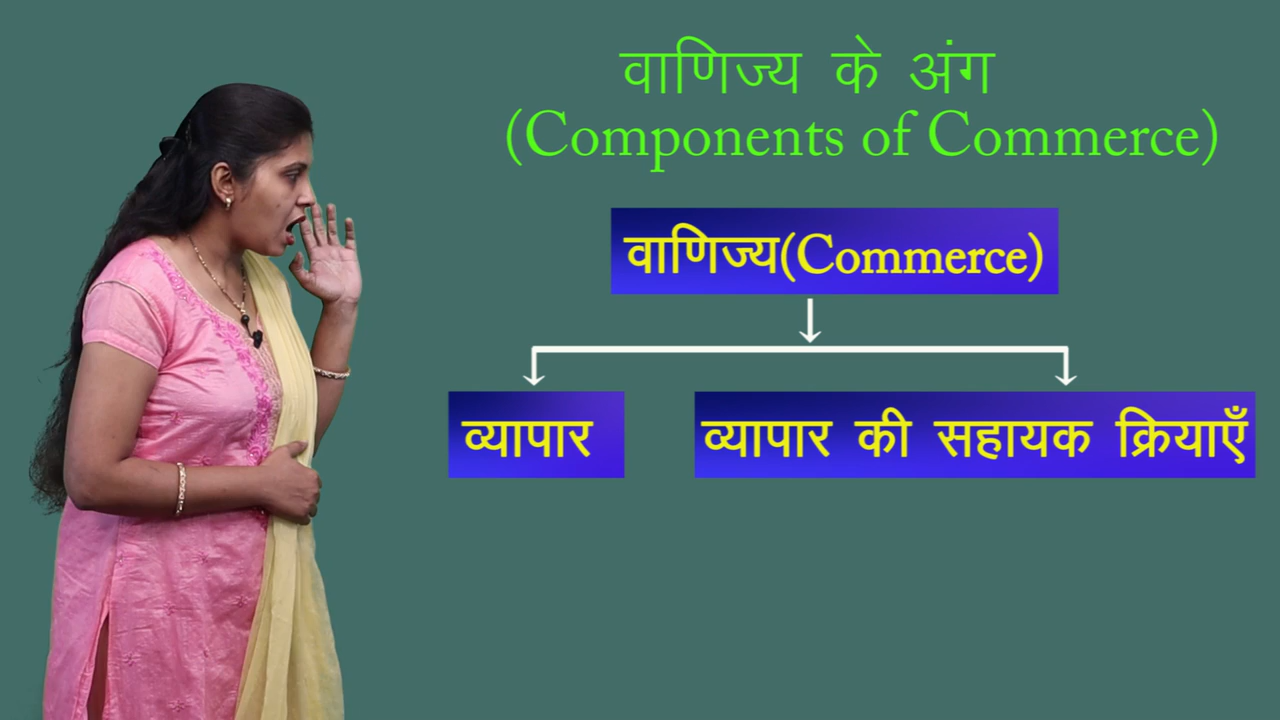 वाणिज्य के अंग
(Components of Commerce)
वाणिज्य(Commerce)
व्यापार
व्यापार की सहायक क्रियाएँ